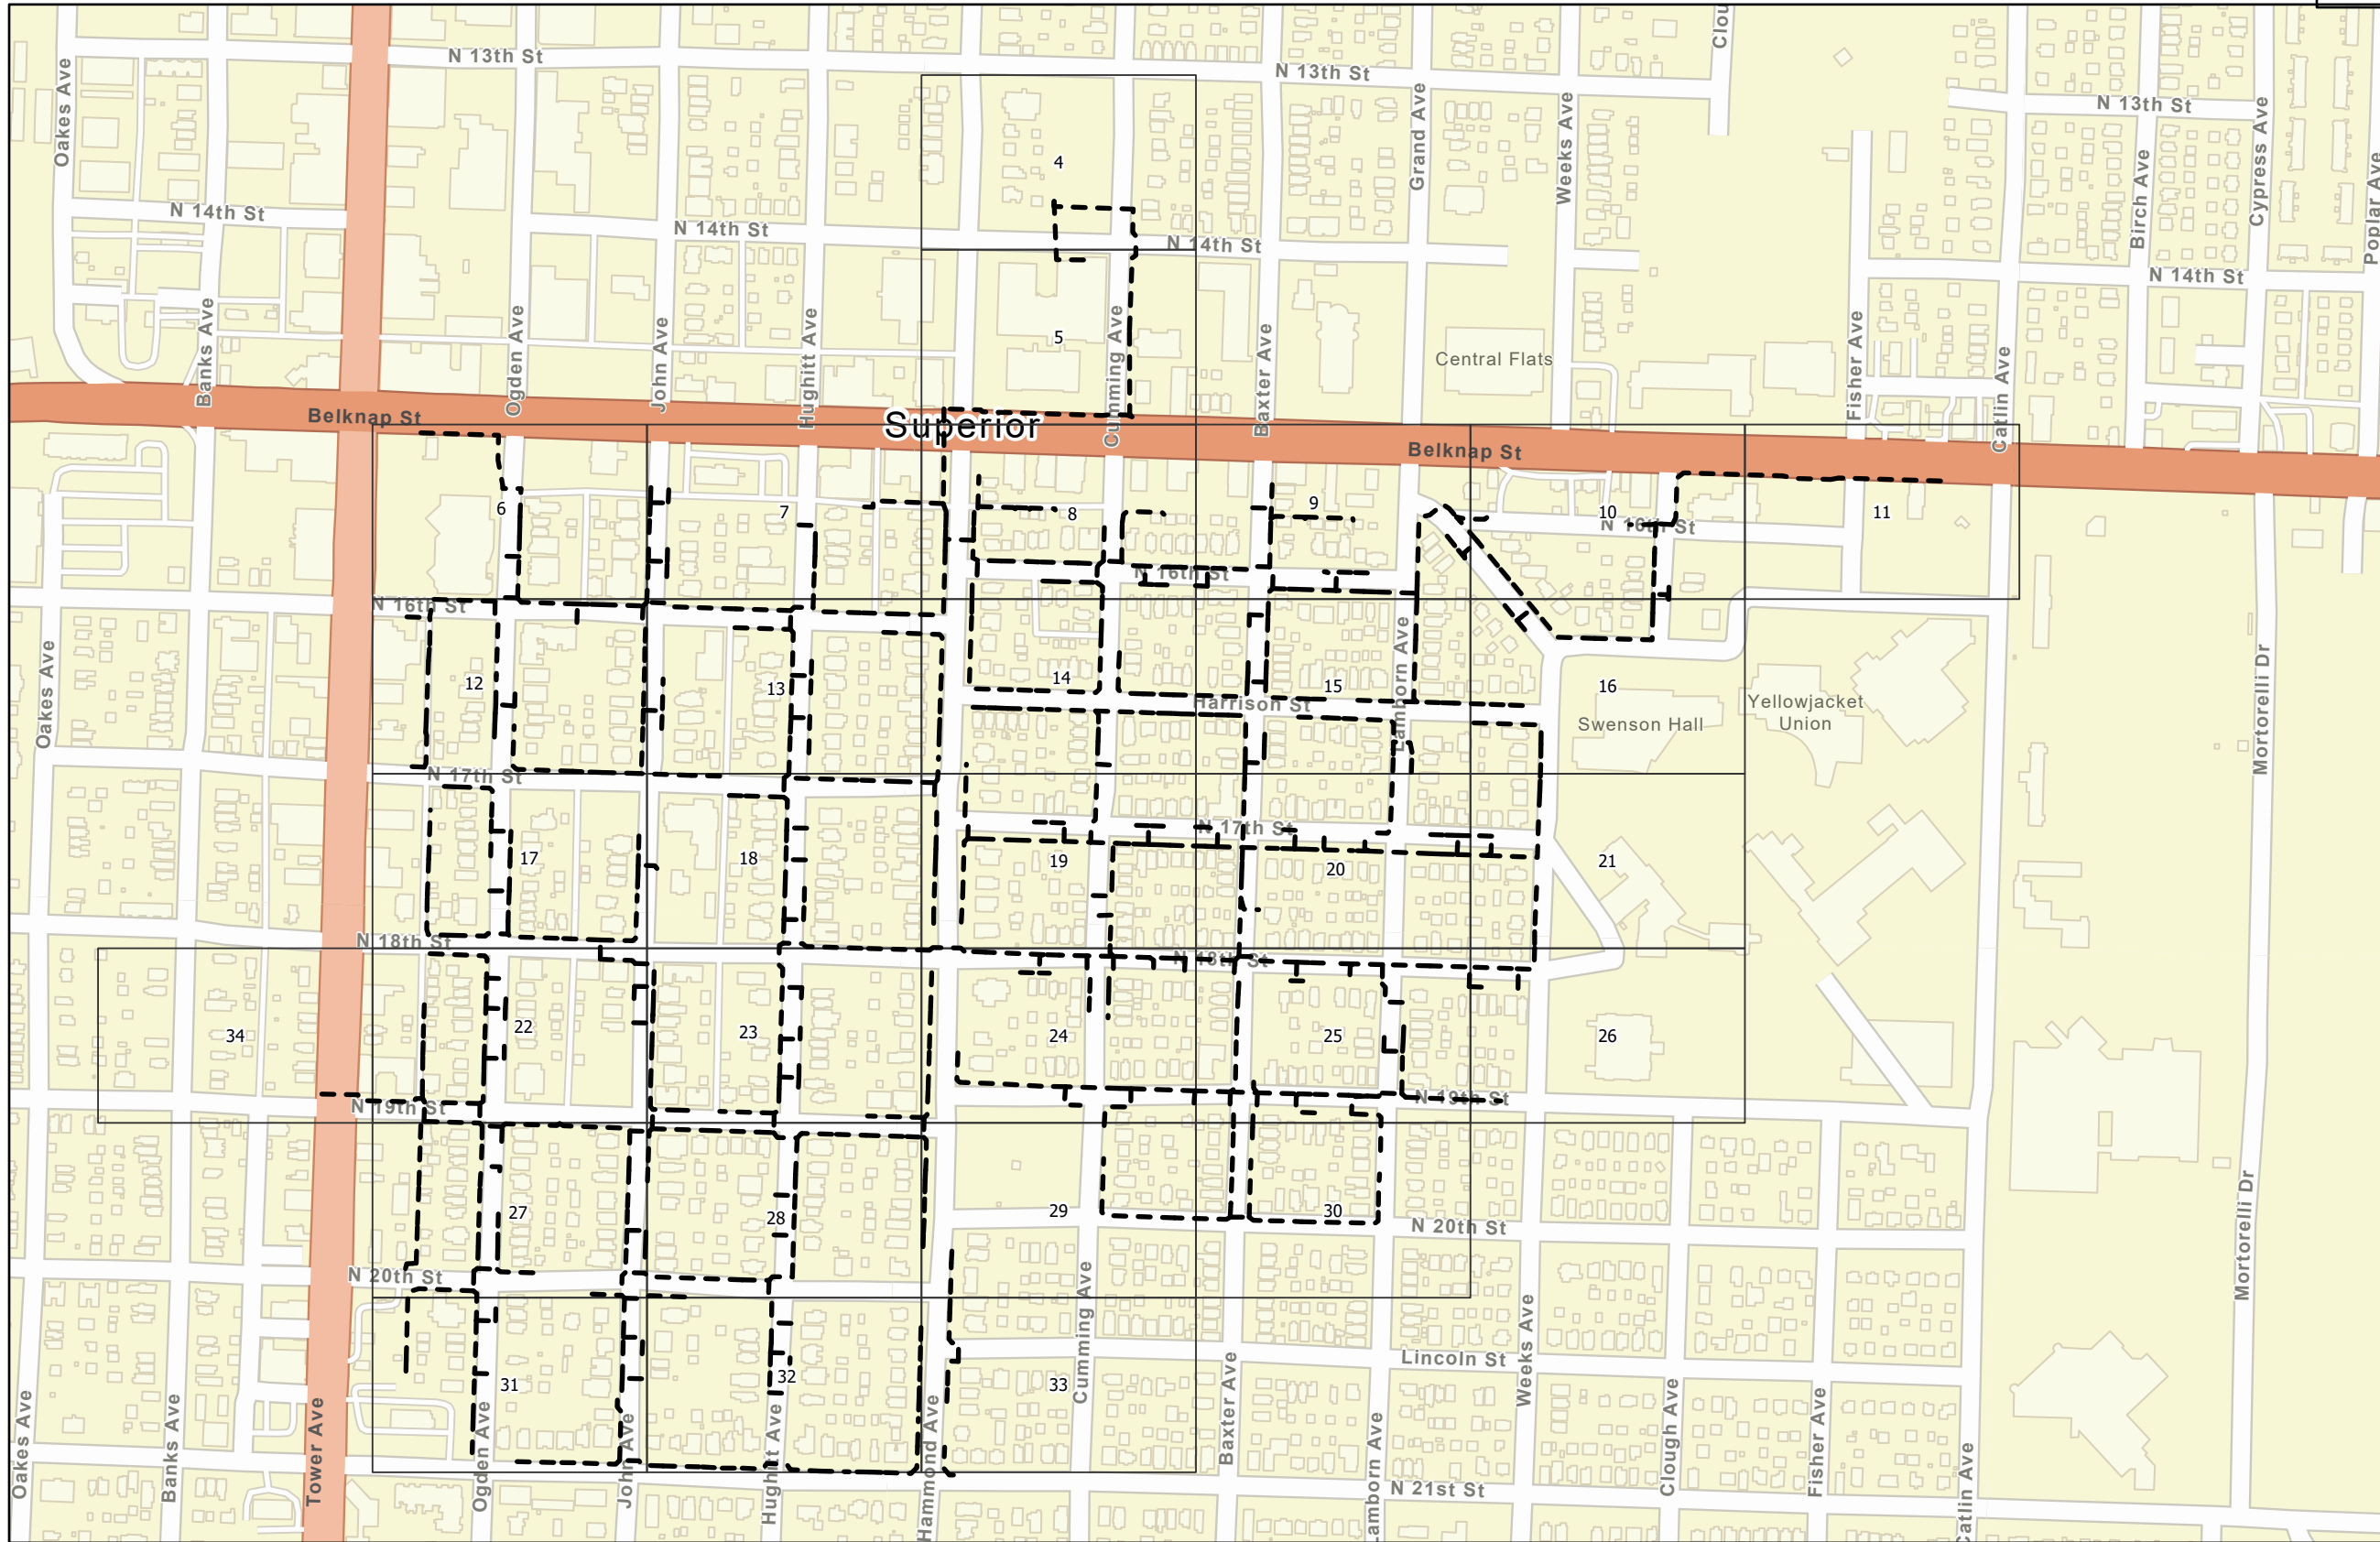 Clou
N 13th St
N 13th St
N 13th St
Oakes Ave
Grand Ave
Weeks Ave
Cypress Ave
Birch Ave
Poplar Ave
4
N 14th St
N 14th St
N 14th St
N 14th St
Banks Ave
Ogden Ave
John Ave
Hughitt Ave
5
Cumming Ave
Baxter Ave
Central Flats
Fisher Ave
Catlin Ave
Belknap St
Superior
Belknap St
6
7
8
9
10
11
N 16th St
N 16th St
N 16th St
Oakes Ave
12
13
14
15
16
Lamborn Ave
Harrison St
Swenson Hall
Yellowjacket
Union
Mortorelli Dr
N 17th St
N 17th St
17
18
19
20
21
N 18th St
N 18th St
34
22
23
24
25
26
N 19th St
N 19th St
27
28
29
30
N 20th St
N 20th St
Mortorelli Dr
Cumming Ave
Weeks Ave
Lincoln St
31
32
33
Oakes Ave
Banks Ave
Tower Ave
Ogden Ave
John Ave
Hughitt Ave
Hammond Ave
Baxter Ave
Lamborn Ave
Clough Ave
Fisher Ave
Catlin Ave
N 21st St